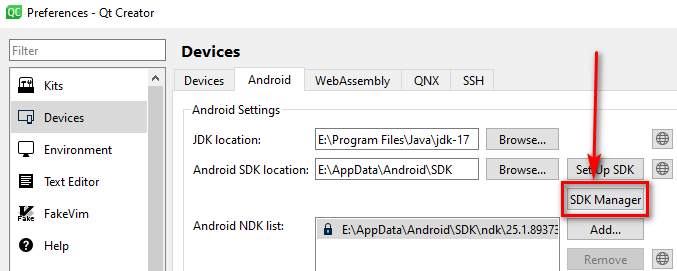 QC Preferences - Qt Creator
Filter
Devices
Kits
Devices
Environment
Text Editor
Fake FakeVim
? Help
Devices Android WebAssembly QNX SSH
Android Settings
JDK location: E:\Program Files\Java\jdk-17 Browse...
Android SDK location: E:\AppData\Android\SDK Browse... Set Up SDK
SDK Manager
Android NDK list: E:\AppData\Android\SDK\ndk\25.1.89373 Add...
Remove